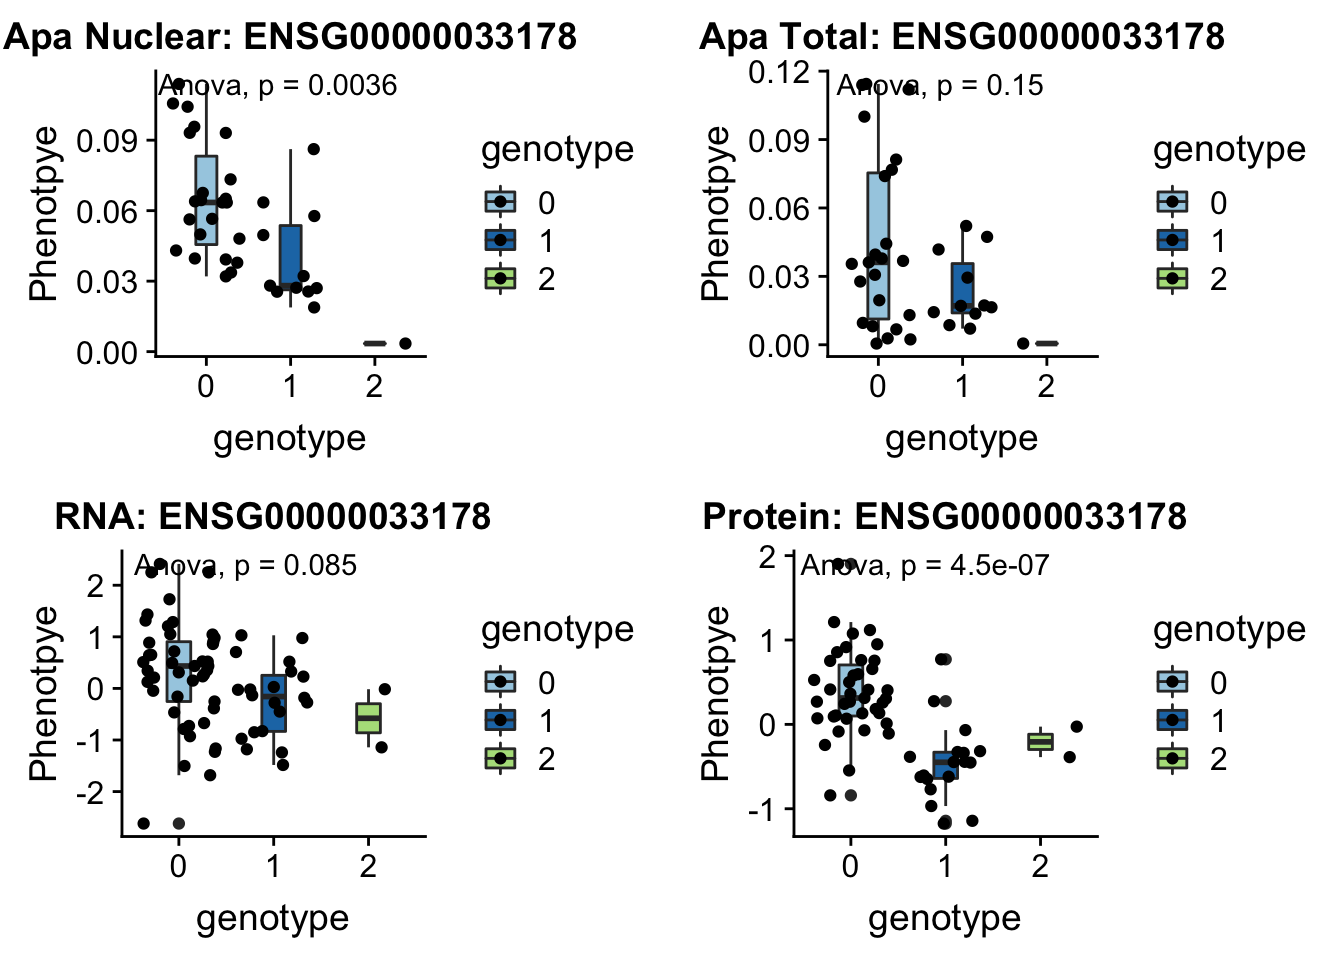 Apa Nuclear: ENSG00000033178
Anova, p = 0.0036
Phenotpye
0.09
0.06
0.03
0.00
0 1 2
genotype
genotype
0
1
2
Apa Total: ENSG00000033178
Anova, p = 0.15
Phenotpye
0.12
0.09
0.06
0.03
0.00
0 1 2
genotype
genotype
0
1
2
RNA: ENSG00000033178
Anova, p = 0.085
Phenotpye
2
1
0
-1
-2
0 1 2
genotype
genotype
0
1
2
Protein: ENSG00000033178
Anova, p = 4.5e-07
Phenotpye
2
1
0
-1
0 1 2
genotype
genotype
0
1
2